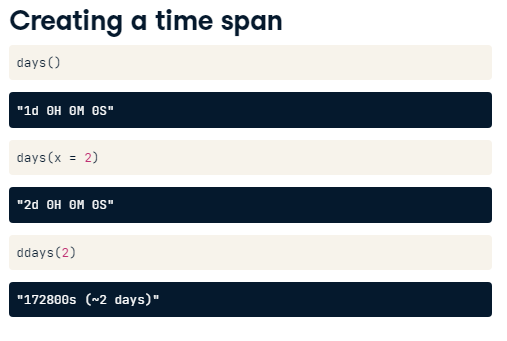 Creating a time span
days()
"1d 0H 0M 0S"
days(x = 2)
"2d 0H 0M 0S"
ddays(2)
"172800s (~2 days)"